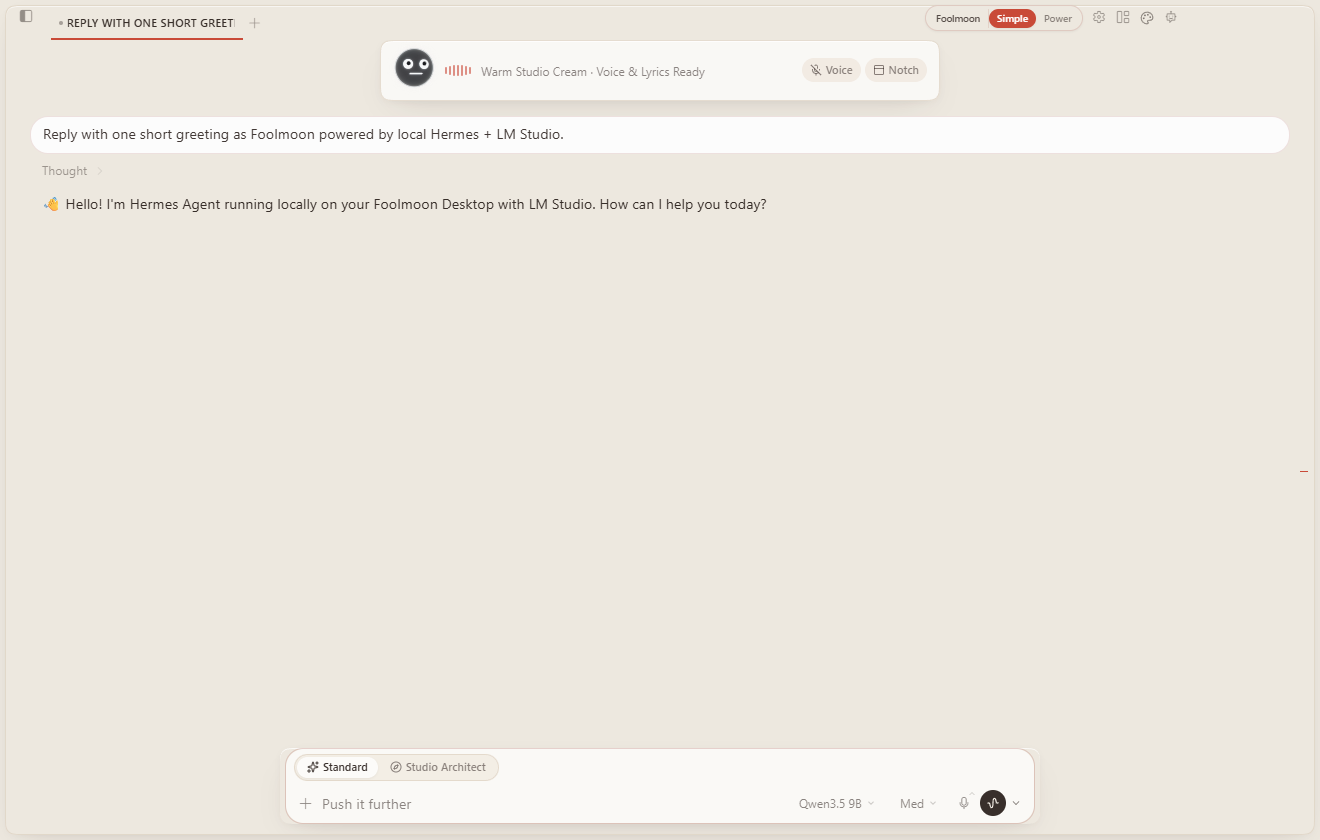 REPLY WITH ONE SHORT GREETI
Foolmoon Simple Power
Warm Studio Cream · Voice & Lyrics Ready
Voice Notch
Reply with one short greeting as Foolmoon powered by local Hermes + LM Studio.
Thought
👋 Hello! I'm Hermes Agent running locally on your Foolmoon Desktop with LM Studio. How can I help you today?
Standard Studio Architect
Push it further
Qwen3.5 9B Med